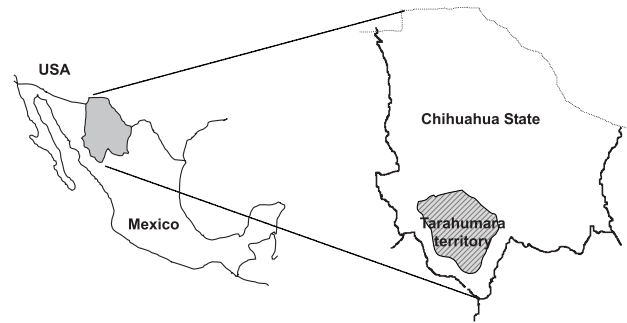 USA
Chihuahua State
Tarahumara
territory
Mexico